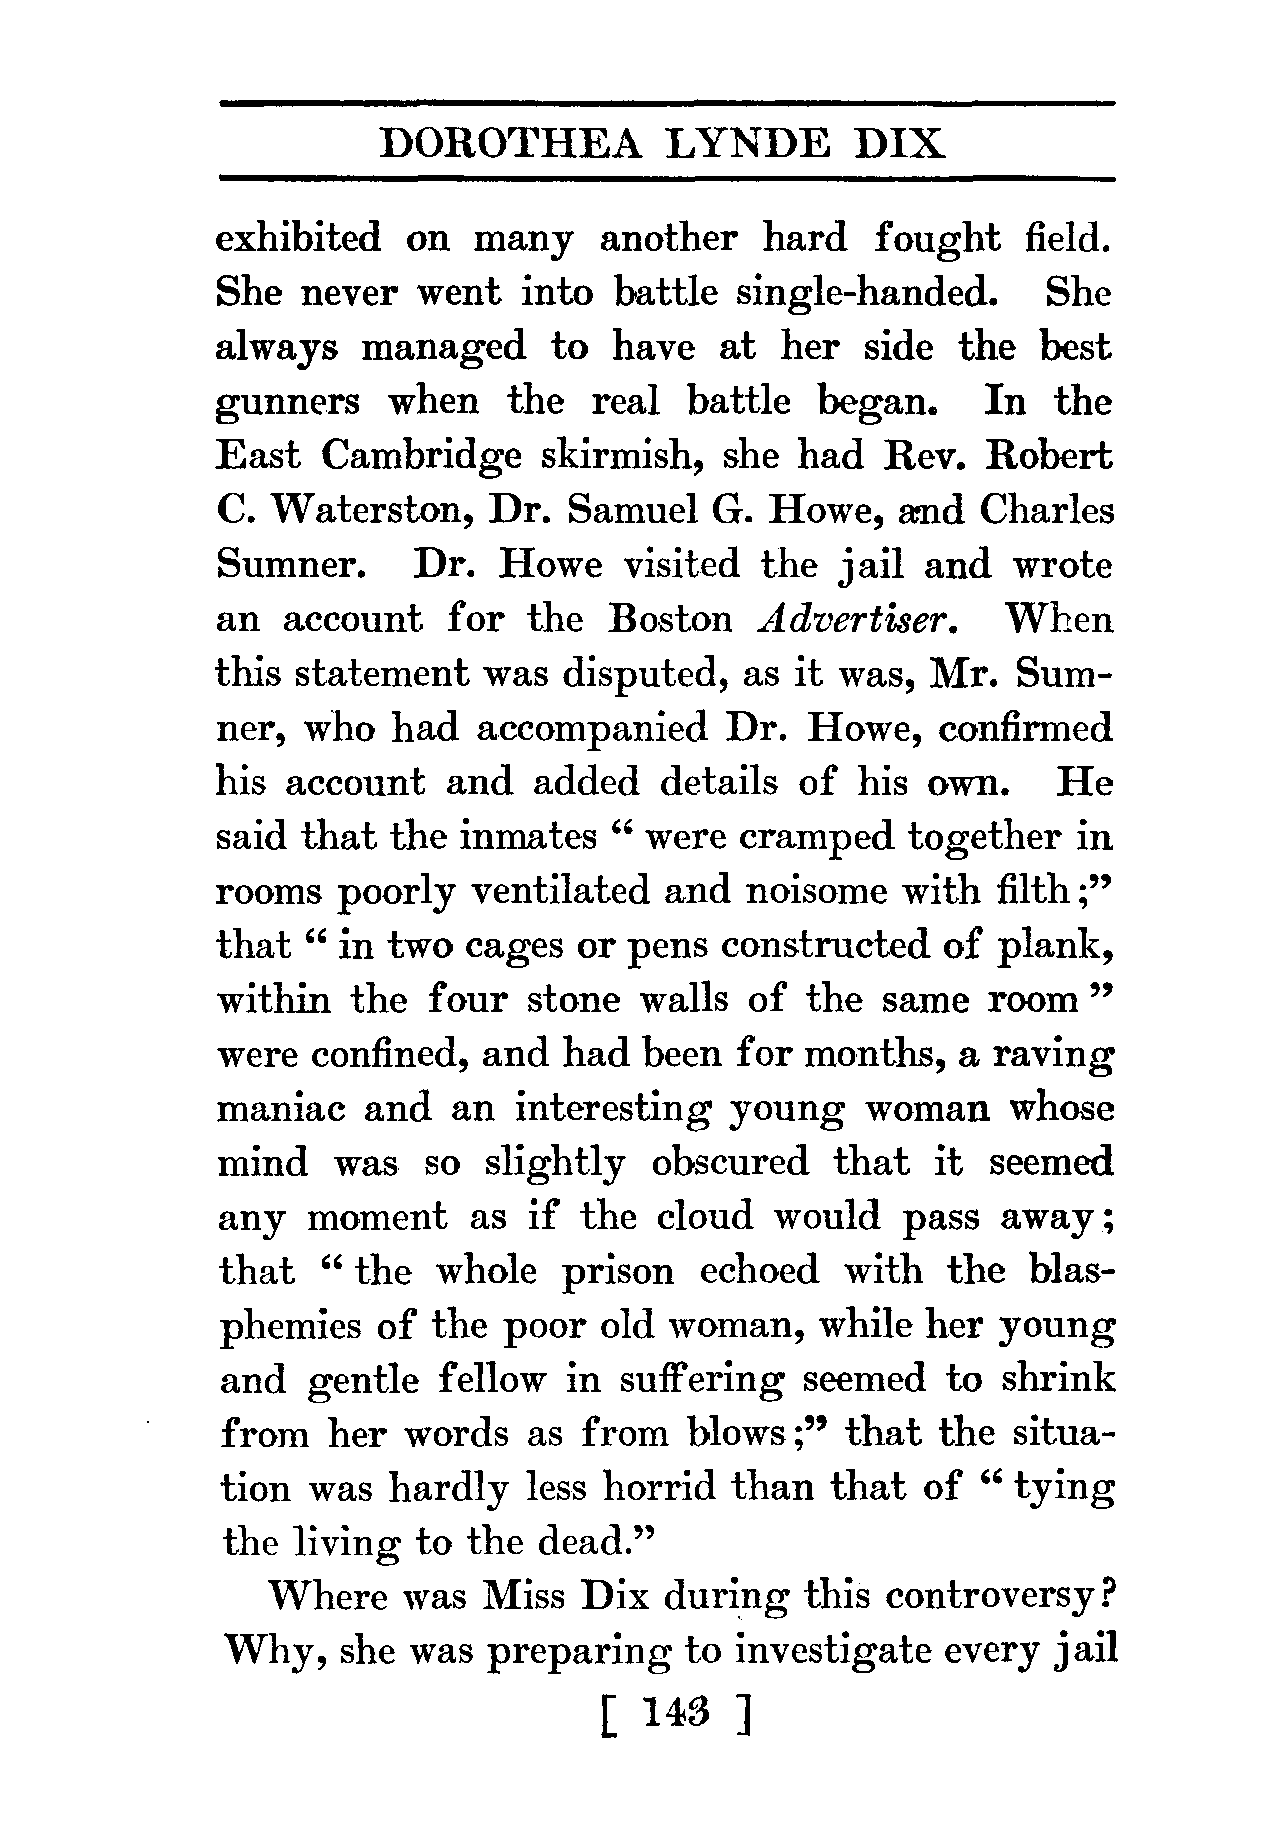 DOROTHEA LYNDE DIX
exhibited on many another hard fought field.
She never went into battle single-handed. She
always managed to have at her side the best
gunners when the real battle began. In the
East Cambridge skirmish, she had Rev. Robert
C. Waterston, Dr. Samuel G. Howe, and Charles
Sumner. Dr. Howe visited the jail and wrote
an account for the Boston Advertiser. When
this statement was disputed, as it was, Mr. Sum-
ner, who had accompanied Dr. Howe, confirmed
his account and added details of his own. He
said that the inmates “ were cramped together in
rooms poorly ventilated and noisome with filth ;”
that “ in two cages or pens constructed of plank,
within the four stone walls of the same room ”
were confined, and had been for months, a raving
maniac and an interesting young woman whose
mind was so slightly obscured that it seemed
any moment as if the cloud would pass away ;
that “ the whole prison echoed with the blas-
phemies of the poor old woman, while her young
and gentle fellow in suffering seemed to shrink
from her words as from blows ;” that the situa-
tion was hardly less horrid than that of “ tying
the living to the dead.”
Where was Miss Dix during this controversy?
Why, she was preparing to investigate every jail
[ 143 ]